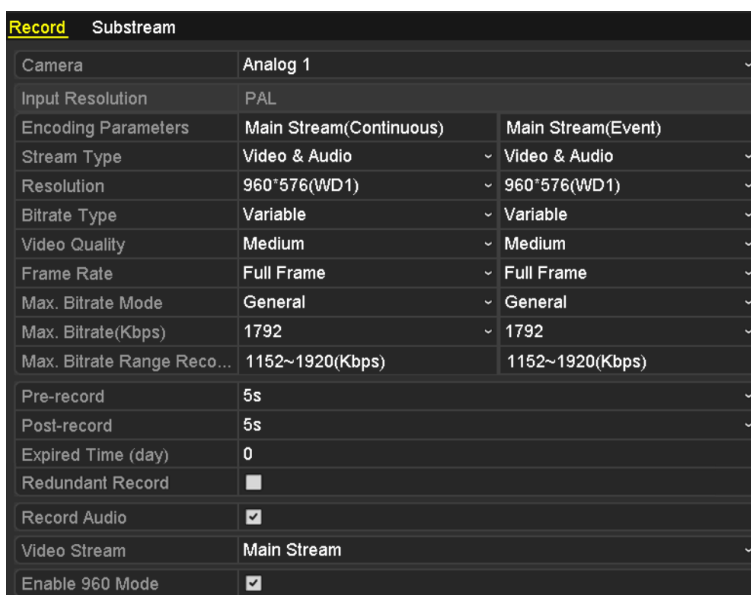 Record Substream
Camera Analog 1
Input Resolution PAL
Encoding Parameters Main Stream(Continuous) Main Stream(Event)
Stream Type Video & Audio Video & Audio
Resolution 960*576(WD1) 960*576(WD1)
Bitrate Type Variable Variable
Video Quality Medium Medium
Frame Rate Full Frame Full Frame
Max. Bitrate Mode General General
Max. Bitrate(Kbps) 1792 1792
Max. Bitrate Range Reco... 1152~1920(Kbps) 1152~1920(Kbps)
Pre-record 5s
Post-record 5s
Expired Time (day) 0
Redundant Record
Record Audio
Video Stream Main Stream
Enable 960 Mode